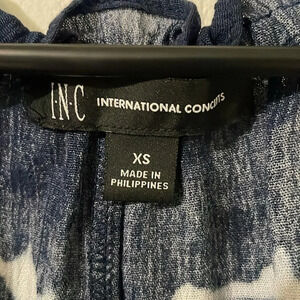 I·N·C INTERNATIONAL CONCEPTS
XS
MADE IN
PHILIPPINES